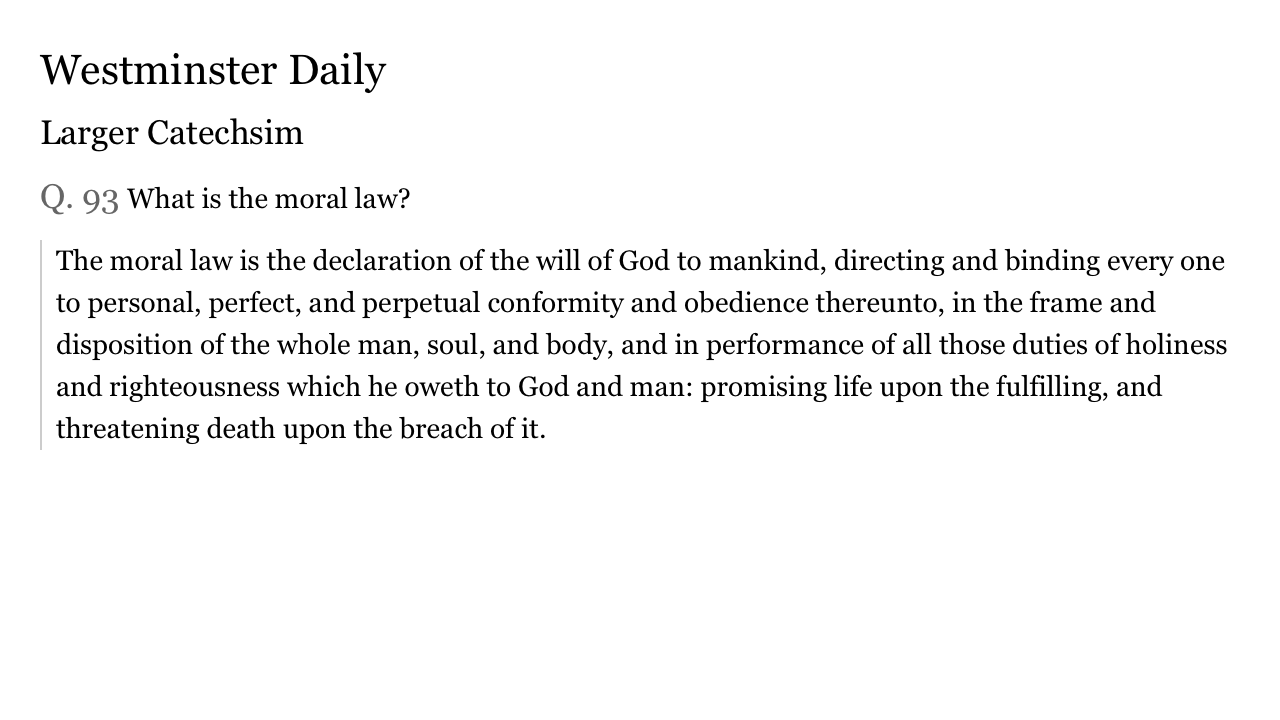 Westminster Daily
Larger Catechsim
Q. 93 What is the moral law?
The moral law is the declaration of the will of God to mankind, directing and binding every one
to personal, perfect, and perpetual conformity and obedience thereunto, in the frame and
disposition of the whole man, soul, and body, and in performance of all those duties of holiness
and righteousness which he oweth to God and man: promising life upon the fulfilling, and
threatening death upon the breach of it.